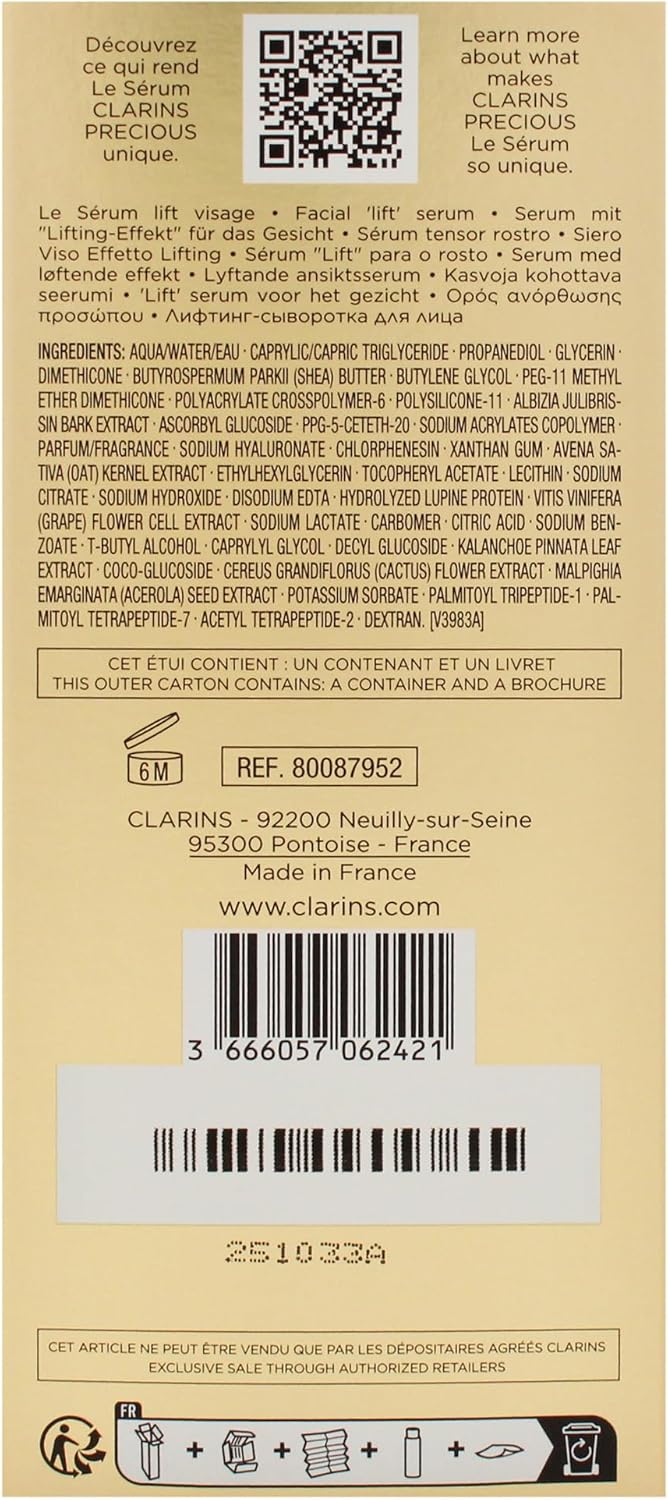 Découvrez
ce qui rend
Le Sérum
CLARINS
PRECIOUS
unique.
Learn more
about what
makes
CLARINS
PRECIOUS
Le Sérum
so unique.
Le Sérum lift visage • Facial 'lift' serum • Serum mit
"Lifting-Effekt" für das Gesicht • Sérum tensor rostro • Siero
Viso Effetto Lifting • Sérum "Lift" para o rosto • Serum med
løftende effekt • Lyftande ansiktsserum • Kasvoja kohottava
seerumi • 'Lift' serum voor het gezicht • Ορός ανόρθωσης
προσώπου • Лифтинг-сыворотка для лица
INGREDIENTS: AQUA/WATER/EAU · CAPRYLIC/CAPRIC TRIGLYCERIDE · PROPANEDIOL · GLYCERIN ·
DIMETHICONE · BUTYROSPERMUM PARKII (SHEA) BUTTER · BUTYLENE GLYCOL · PEG-11 METHYL
ETHER DIMETHICONE · POLYACRYLATE CROSSPOLYMER-6 · POLYSILICONE-11 · ALBIZIA JULIBRIS-
SIN BARK EXTRACT · ASCORBYL GLUCOSIDE · PPG-5-CETETH-20 · SODIUM ACRYLATES COPOLYMER ·
PARFUM/FRAGRANCE · SODIUM HYALURONATE · CHLORPHENESIN · XANTHAN GUM · AVENA SA-
TIVA (OAT) KERNEL EXTRACT · ETHYLHEXYLGLYCERIN · TOCOPHERYL ACETATE · LECITHIN · SODIUM
CITRATE · SODIUM HYDROXIDE · DISODIUM EDTA · HYDROLYZED LUPINE PROTEIN · VITIS VINIFERA
(GRAPE) FLOWER CELL EXTRACT · SODIUM LACTATE · CARBOMER · CITRIC ACID · SODIUM BEN-
ZOATE · T-BUTYL ALCOHOL · CAPRYLYL GLYCOL · DECYL GLUCOSIDE · KALANCHOE PINNATA LEAF
EXTRACT · COCO-GLUCOSIDE · CEREUS GRANDIFLORUS (CACTUS) FLOWER EXTRACT · MALPIGHIA
EMARGINATA (ACEROLA) SEED EXTRACT · POTASSIUM SORBATE · PALMITOYL TRIPEPTIDE-1 · PAL-
MITOYL TETRAPEPTIDE-7 · ACETYL TETRAPEPTIDE-2 · DEXTRAN. [V3983A]
CET ÉTUI CONTIENT : UN CONTENANT ET UN LIVRET
THIS OUTER CARTON CONTAINS: A CONTAINER AND A BROCHURE
6 M
REF. 80087952
CLARINS - 92200 Neuilly-sur-Seine
95300 Pontoise - France
Made in France
www.clarins.com
3 666057 062421
251033A
CET ARTICLE NE PEUT ÊTRE VENDU QUE PAR LES DÉPOSITAIRES AGRÉÉS CLARINS
EXCLUSIVE SALE THROUGH AUTHORIZED RETAILERS
FR
+ + + +